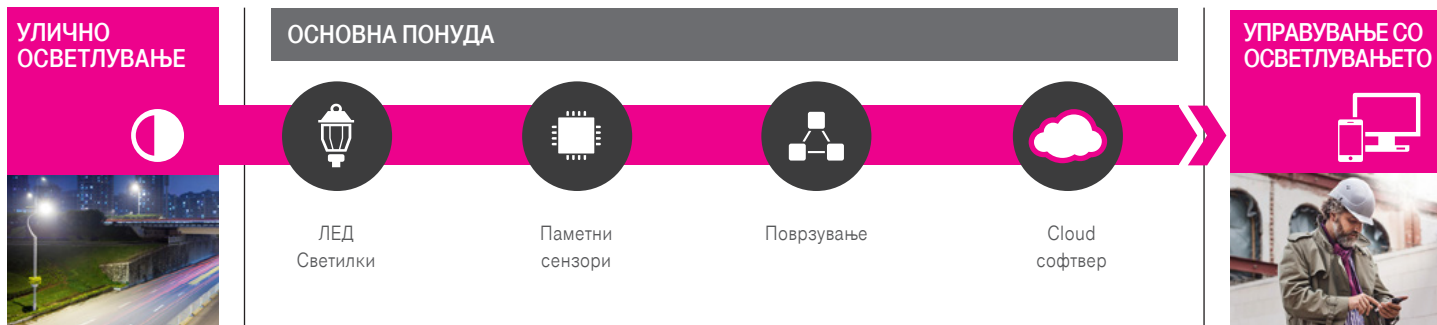 УЛИЧНО
ОСВЕТЛУВАЊЕ
ОСНОВНА ПОНУДА
ЛЕД
Светилки
Паметни
сензори
Поврзување
Cloud
софтвер
УПРАВУВАЊЕ СО
ОСВЕТЛУВАЊЕТО